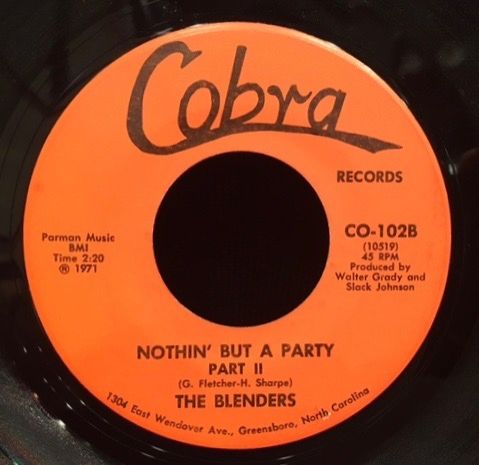 Cobra
RECORDS
Parman Music
BMI
Time 2:20
℗ 1971
CO-102B
(10519)
45 RPM
Produced by
Walter Grady and
Slack Johnson
NOTHIN' BUT A PARTY
PART II
(G. Fletcher-H. Sharpe)
THE BLENDERS
1304 East Wendover Ave., Greensboro, North Carolina